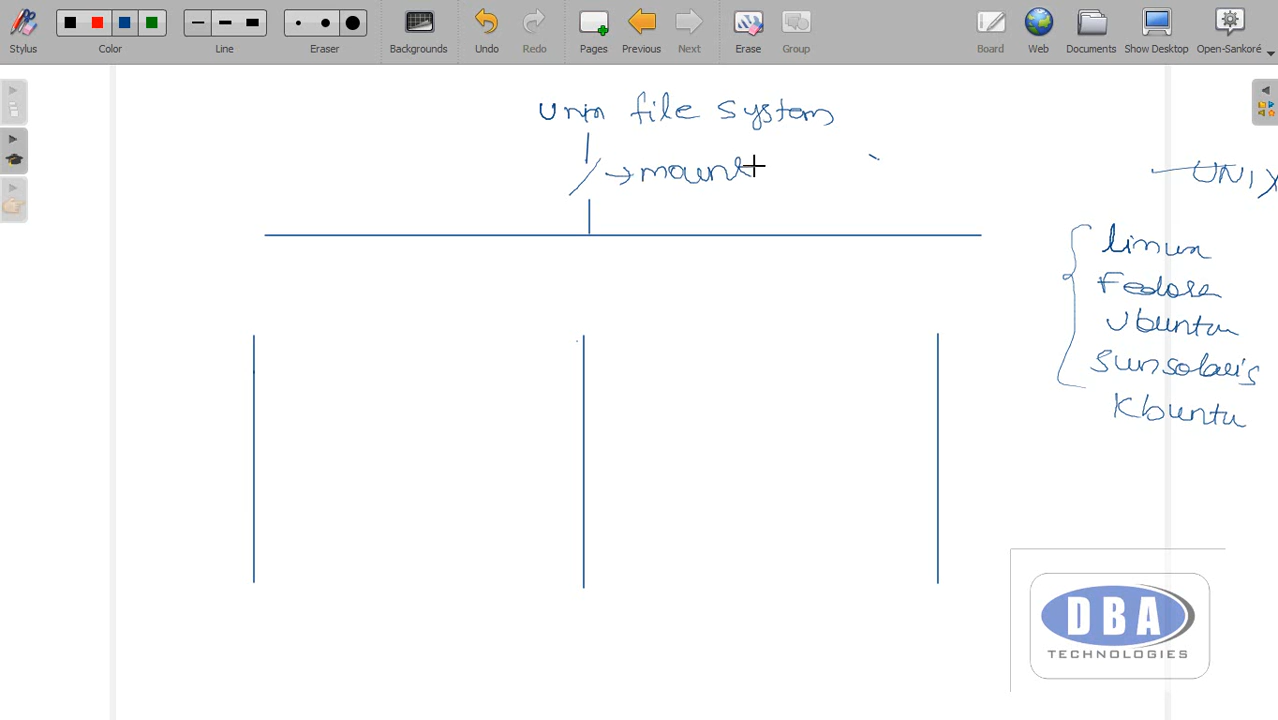 Stylus
Color
Line
Eraser
Backgrounds
Undo
Redo
Pages
Previous
Next
Erase
Group
Board
Web
Documents
Show Desktop
Open-Sankoré
Unix file system
/ → mount
UNIX
linux
Fedora
Ubuntu
Sunsolaris
Kbuntu
DBA
TECHNOLOGIES